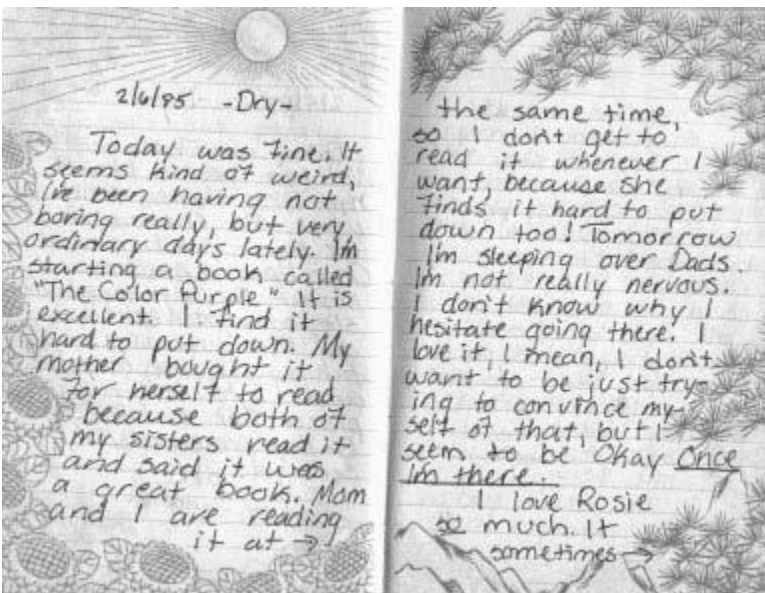 2/6/95 -Dry-
Today was fine. It
seems kind of weird,
I've been having not
boring really, but very
ordinary days lately. Im
starting a book called
"The Color Purple" It is
excellent. I find it
hard to put down. My
mother bought it
for herself to read
because both of
my sisters read it
and said it was
a great book. Mom
and I are reading
it at →
the same time,
so I don't get to
read it whenever I
want, because she
finds it hard to put
down too! Tomorrow
I'm sleeping over Dads.
Im not really nervous.
I don't know why I
hesitate going there. I
love it, I mean, I don't
want to be just try-
ing to convince my-
self of that, but I
seem to be Okay Once
Im there.
I love Rosie
so much. It
sometimes →